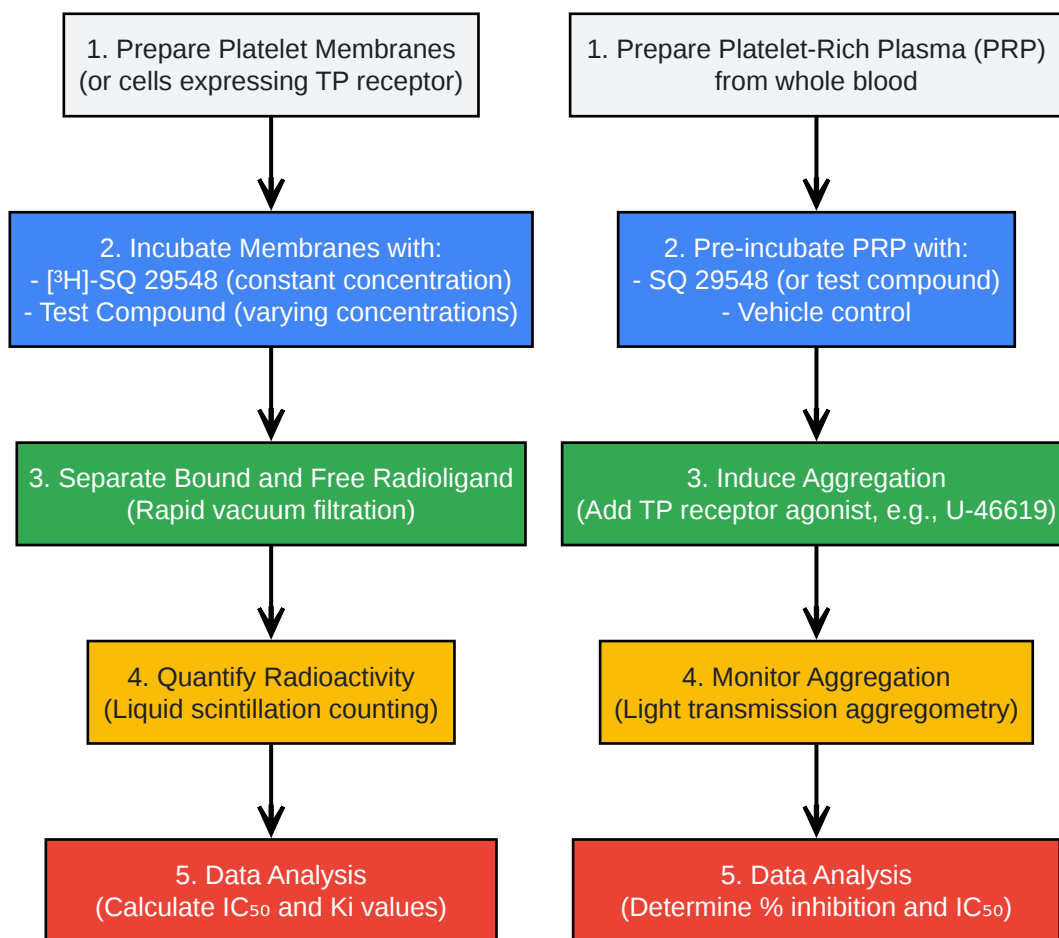 1. Prepare Platelet Membranes
(or cells expressing TP receptor)
2. Incubate Membranes with:
- [³H]-SQ 29548 (constant concentration)
- Test Compound (varying concentrations)
3. Separate Bound and Free Radioligand
(Rapid vacuum filtration)
4. Quantify Radioactivity
(Liquid scintillation counting)
5. Data Analysis
(Calculate IC₅₀ and Ki values)
1. Prepare Platelet-Rich Plasma (PRP)
from whole blood
2. Pre-incubate PRP with:
- SQ 29548 (or test compound)
- Vehicle control
3. Induce Aggregation
(Add TP receptor agonist, e.g., U-46619)
4. Monitor Aggregation
(Light transmission aggregometry)
5. Data Analysis
(Determine % inhibition and IC₅₀)